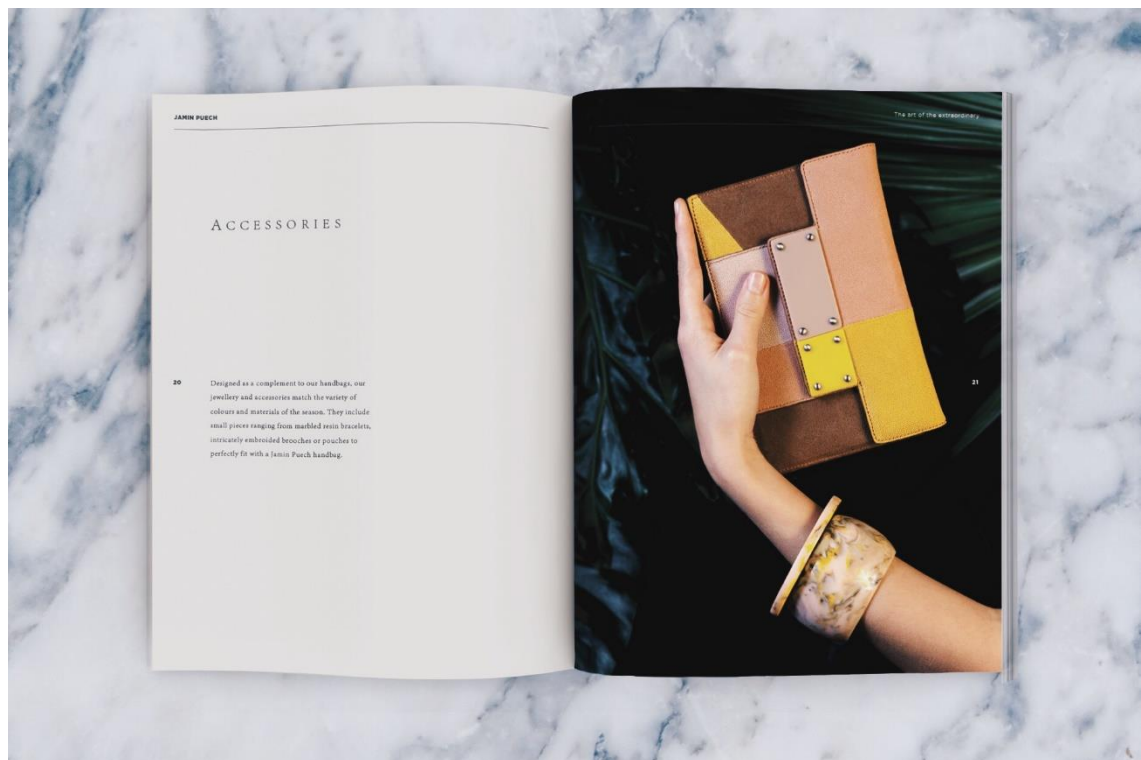 JAMIN PUECH
ACCESSORIES
20
Designed as a complement to our handbags, our
jewellery and accessories match the variety of
colours and materials of the season. They include
small pieces ranging from marbled resin bracelets,
intricately embroided brooches or pouches to
perfectly fit with a Jamin Puech handbag.
The art of the extraordinary
21